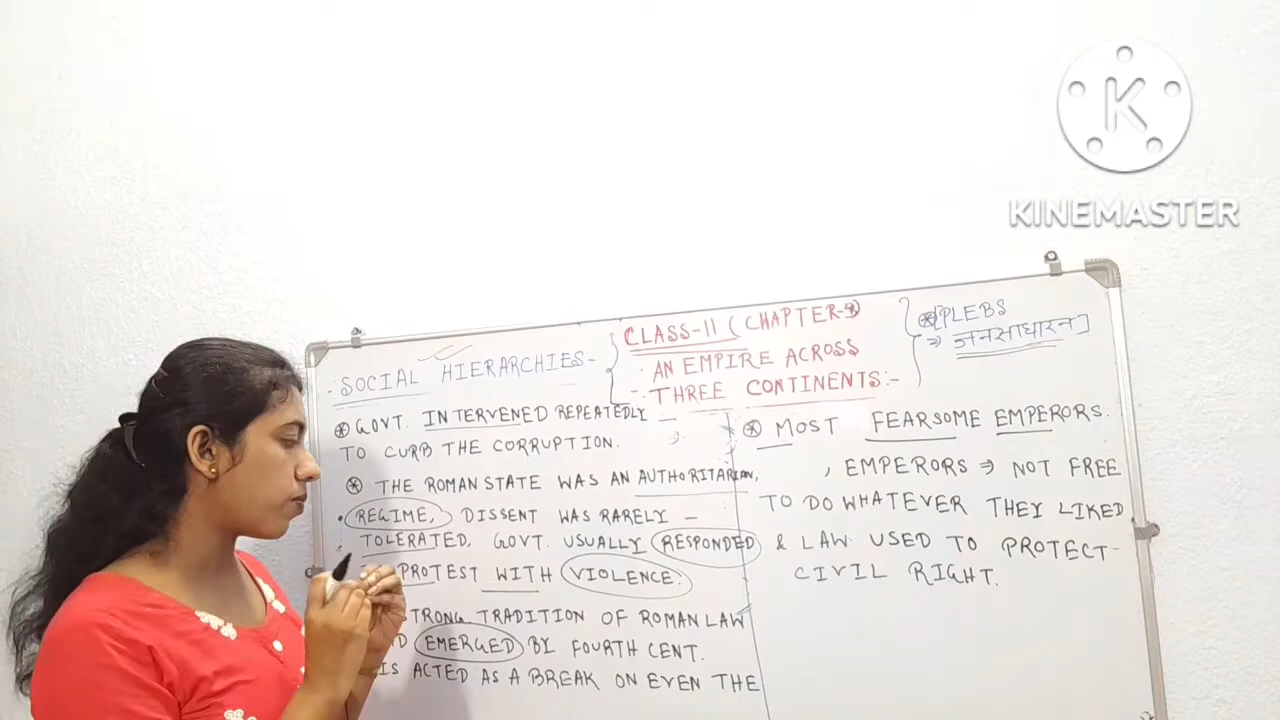 K
KINEMASTER
CLASS-11 (CHAPTER-
AN EMPIRE ACROSS
THREE CONTINENTS:-
PLEBS
⇒ जनसाधारन]
SOCIAL HIERARCHIES-
GOVT. INTERVENED REPEATEDLY -
TO CURB THE CORRUPTION.
THE ROMAN STATE WAS AN AUTHORITARIAN,
REGIME, DISSENT WAS RARELY -
TOLERATED, GOVT. USUALLY RESPONDED
PROTEST WITH VIOLENCE.
TRONG TRADITION OF ROMAN LAW
EMERGED BY FOURTH CENT.
IS ACTED AS A BREAK ON EVEN THE
MOST FEARSOME EMPERORS.
, EMPERORS ⇒ NOT FREE
TO DO WHATEVER THEY LIKED
& LAW USED TO PROTECT-
CIVIL RIGHT.